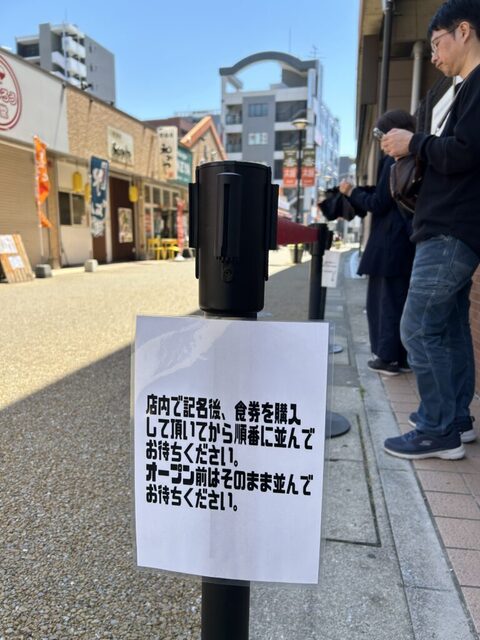 店内で記名後、食券を購入
して頂いてから順番に並んで
お待ちください。
オープン前はそのまま並んで
お待ちください。